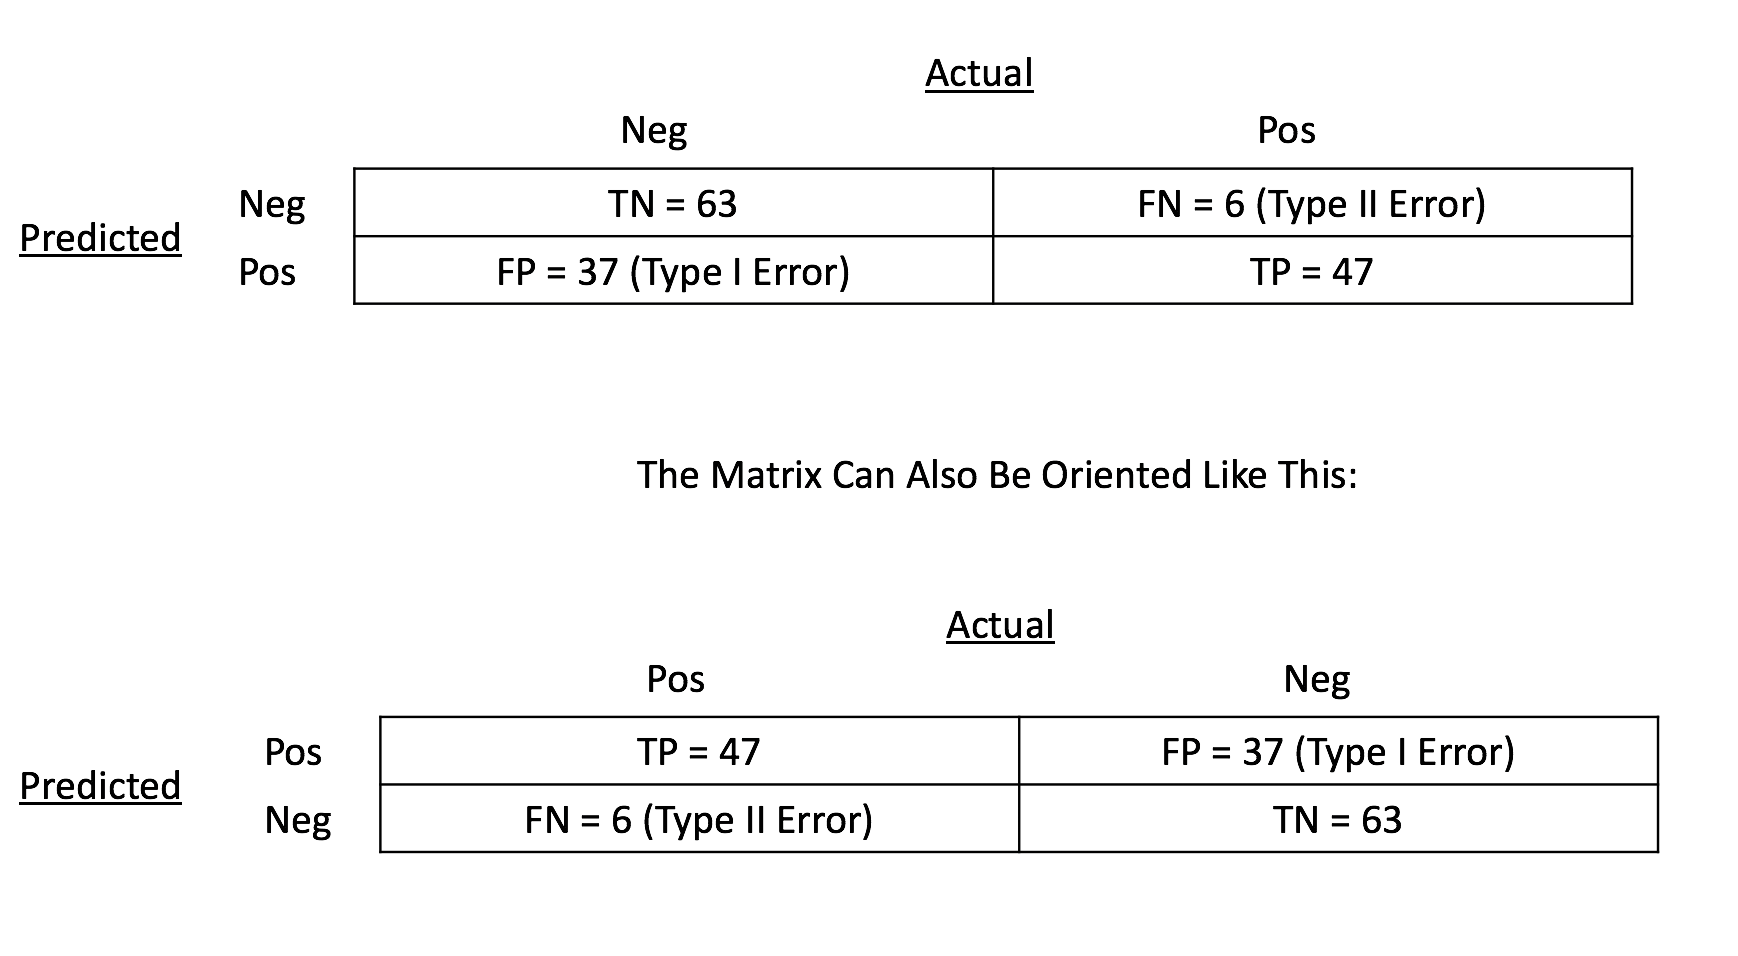 Actual
Neg Pos
Neg TN = 63 FN = 6 (Type II Error)
Predicted
Pos FP = 37 (Type I Error) TP = 47
The Matrix Can Also Be Oriented Like This:
Actual
Pos Neg
Pos TP = 47 FP = 37 (Type I Error)
Predicted
Neg FN = 6 (Type II Error) TN = 63